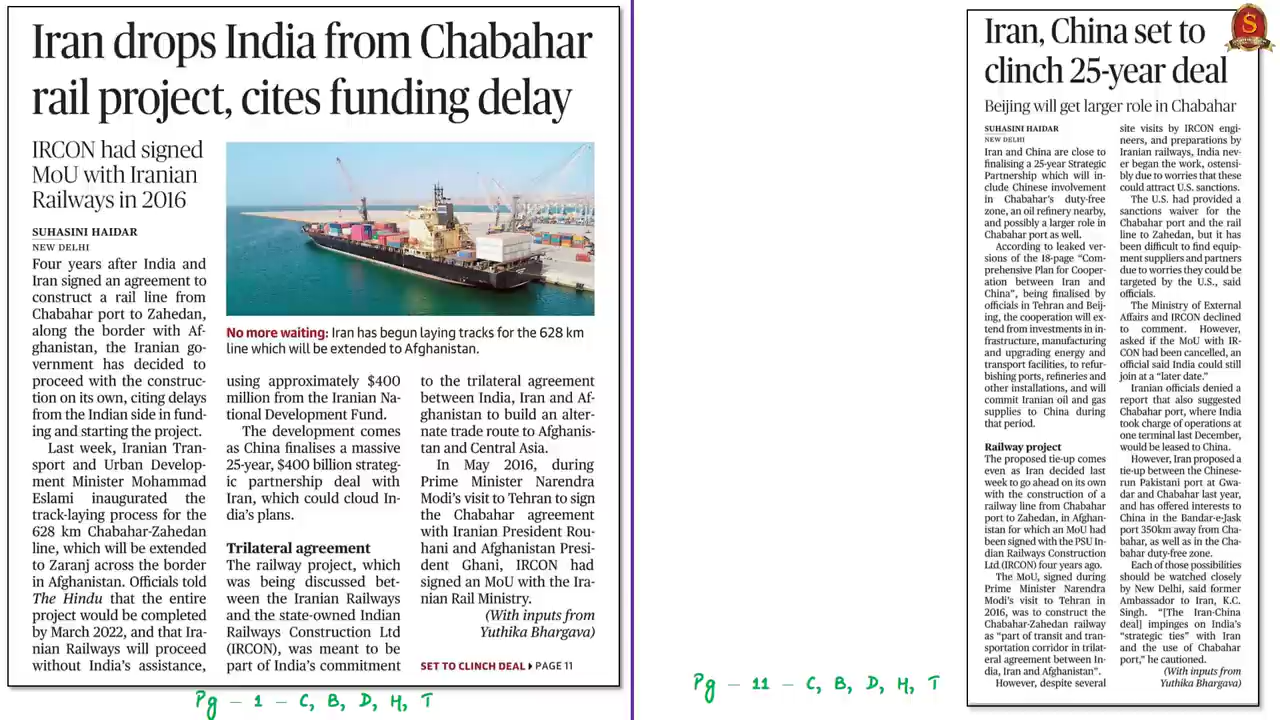 Iran drops India from Chabahar
rail project, cites funding delay
IRCON had signed
MoU with Iranian
Railways in 2016
SUHASINI HAIDAR
NEW DELHI
Four years after India and
Iran signed an agreement to
construct a rail line from
Chabahar port to Zahedan,
along the border with Af-
ghanistan, the Iranian go-
vernment has decided to
proceed with the construc-
tion on its own, citing delays
from the Indian side in fund-
ing and starting the project.
Last week, Iranian Tran-
sport and Urban Develop-
ment Minister Mohammad
Eslami inaugurated the
track-laying process for the
628 km Chabahar-Zahedan
line, which will be extended
to Zaranj across the border
in Afghanistan. Officials told
The Hindu that the entire
project would be completed
by March 2022, and that Ira-
nian Railways will proceed
without India's assistance,
No more waiting: Iran has begun laying tracks for the 628 km
line which will be extended to Afghanistan.
using approximately $400
million from the Iranian Na-
tional Development Fund.
The development comes
as China finalises a massive
25-year, $400 billion strateg-
ic partnership deal with
Iran, which could cloud In-
dia's plans.
Trilateral agreement
The railway project, which
was being discussed bet-
ween the Iranian Railways
and the state-owned Indian
Railways Construction Ltd
(IRCON), was meant to be
part of India's commitment
to the trilateral agreement
between India, Iran and Af-
ghanistan to build an alter-
nate trade route to Afghanis-
tan and Central Asia.
In May 2016, during
Prime Minister Narendra
Modi's visit to Tehran to sign
the Chabahar agreement
with Iranian President Rou-
hani and Afghanistan Presi-
dent Ghani, IRCON had
signed an MoU with the Ira-
nian Rail Ministry.
(With inputs from
Yuthika Bhargava)
SET TO CLINCH DEAL PAGE 11
Pg - 1 - C, B, D, H, T
Iran, China set to
clinch 25-year deal
Beijing will get larger role in Chabahar
SUHASINI HAIDAR
NEW DELHI
Iran and China are close to
finalising a 25-year Strategic
Partnership which will in-
clude Chinese involvement
in Chabahar's duty-free
zone, an oil refinery nearby,
and possibly a larger role in
Chabahar port as well.
According to leaked ver-
sions of the 18-page "Com-
prehensive Plan for Cooper-
ation between Iran and
China", being finalised by
officials in Tehran and Beij-
ing, the cooperation will ex-
tend from investments in in-
frastructure, manufacturing
and upgrading energy and
transport facilities, to refur-
bishing ports, refineries and
other installations, and will
commit Iranian oil and gas
supplies to China during
that period.
Railway project
The proposed tie-up comes
even as Iran decided last
week to go ahead on its own
with the construction of a
railway line from Chabahar
port to Zahedan, in Afghan-
istan for which an MoU had
been signed with the PSU In-
dian Railways Construction
Ltd (IRCON) four years ago.
The MoU, signed during
Prime Minister Narendra
Modi's visit to Tehran in
2016, was to construct the
Chabahar-Zahedan railway
as "part of transit and tran-
sportation corridor in trilat-
eral agreement between In-
dia, Iran and Afghanistan".
However, despite several
site visits by IRCON engi-
neers, and preparations by
Iranian railways, India nev-
er began the work, ostensi-
bly due to worries that these
could attract U.S. sanctions.
The U.S. had provided a
sanctions waiver for the
Chabahar port and the rail
line to Zahedan, but it has
been difficult to find equip-
ment suppliers and partners
due to worries they could be
targeted by the U.S., said
officials.
The Ministry of External
Affairs and IRCON declined
to comment. However,
asked if the MoU with IR-
CON had been cancelled, an
official said India could still
join at a "later date."
Iranian officials denied a
report that also suggested
Chabahar port, where India
took charge of operations at
one terminal last December,
would be leased to China.
However, Iran proposed a
tie-up between the Chinese-
run Pakistani port at Gwa-
dar and Chabahar last year,
and has offered interests to
China in the Bandar-e-Jask
port 350km away from Cha-
bahar, as well as in the Cha-
bahar duty-free zone.
Each of those possibilities
should be watched closely
by New Delhi, said former
Ambassador to Iran, K.C.
Singh. "[The Iran-China
deal] impinges on India's
"strategic ties" with Iran
and the use of Chabahar
port," he cautioned.
(With inputs from
Yuthika Bhargava)
Pg - 11 - C, B, D, H, T
S